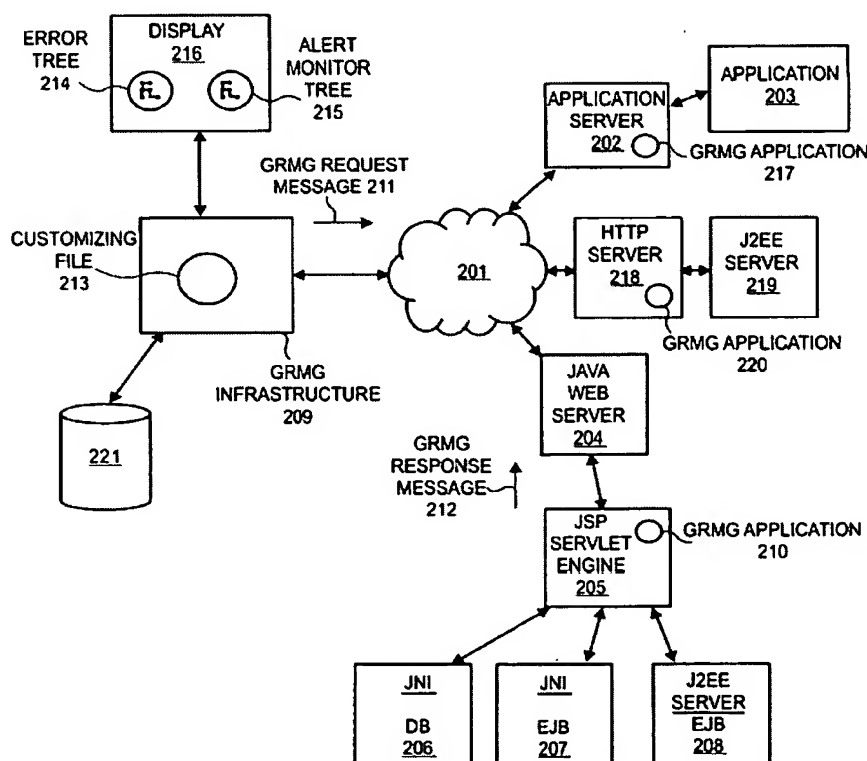 ERROR
TREE
214
DISPLAY
216
ALERT
MONITOR
TREE
215
GRMG REQUEST
MESSAGE 211
CUSTOMIZING
FILE
213
GRMG
INFRASTRUCTURE
209
221
201
APPLICATION
SERVER
202
APPLICATION
203
GRMG APPLICATION
217
HTTP
SERVER
218
J2EE
SERVER
219
GRMG APPLICATION
220
JAVA
WEB
SERVER
204
GRMG
RESPONSE
MESSAGE
212
JSP
SERVLET
ENGINE
205
GRMG APPLICATION
210
JNI
DB
206
JNI
EJB
207
J2EE
SERVER
EJB
208